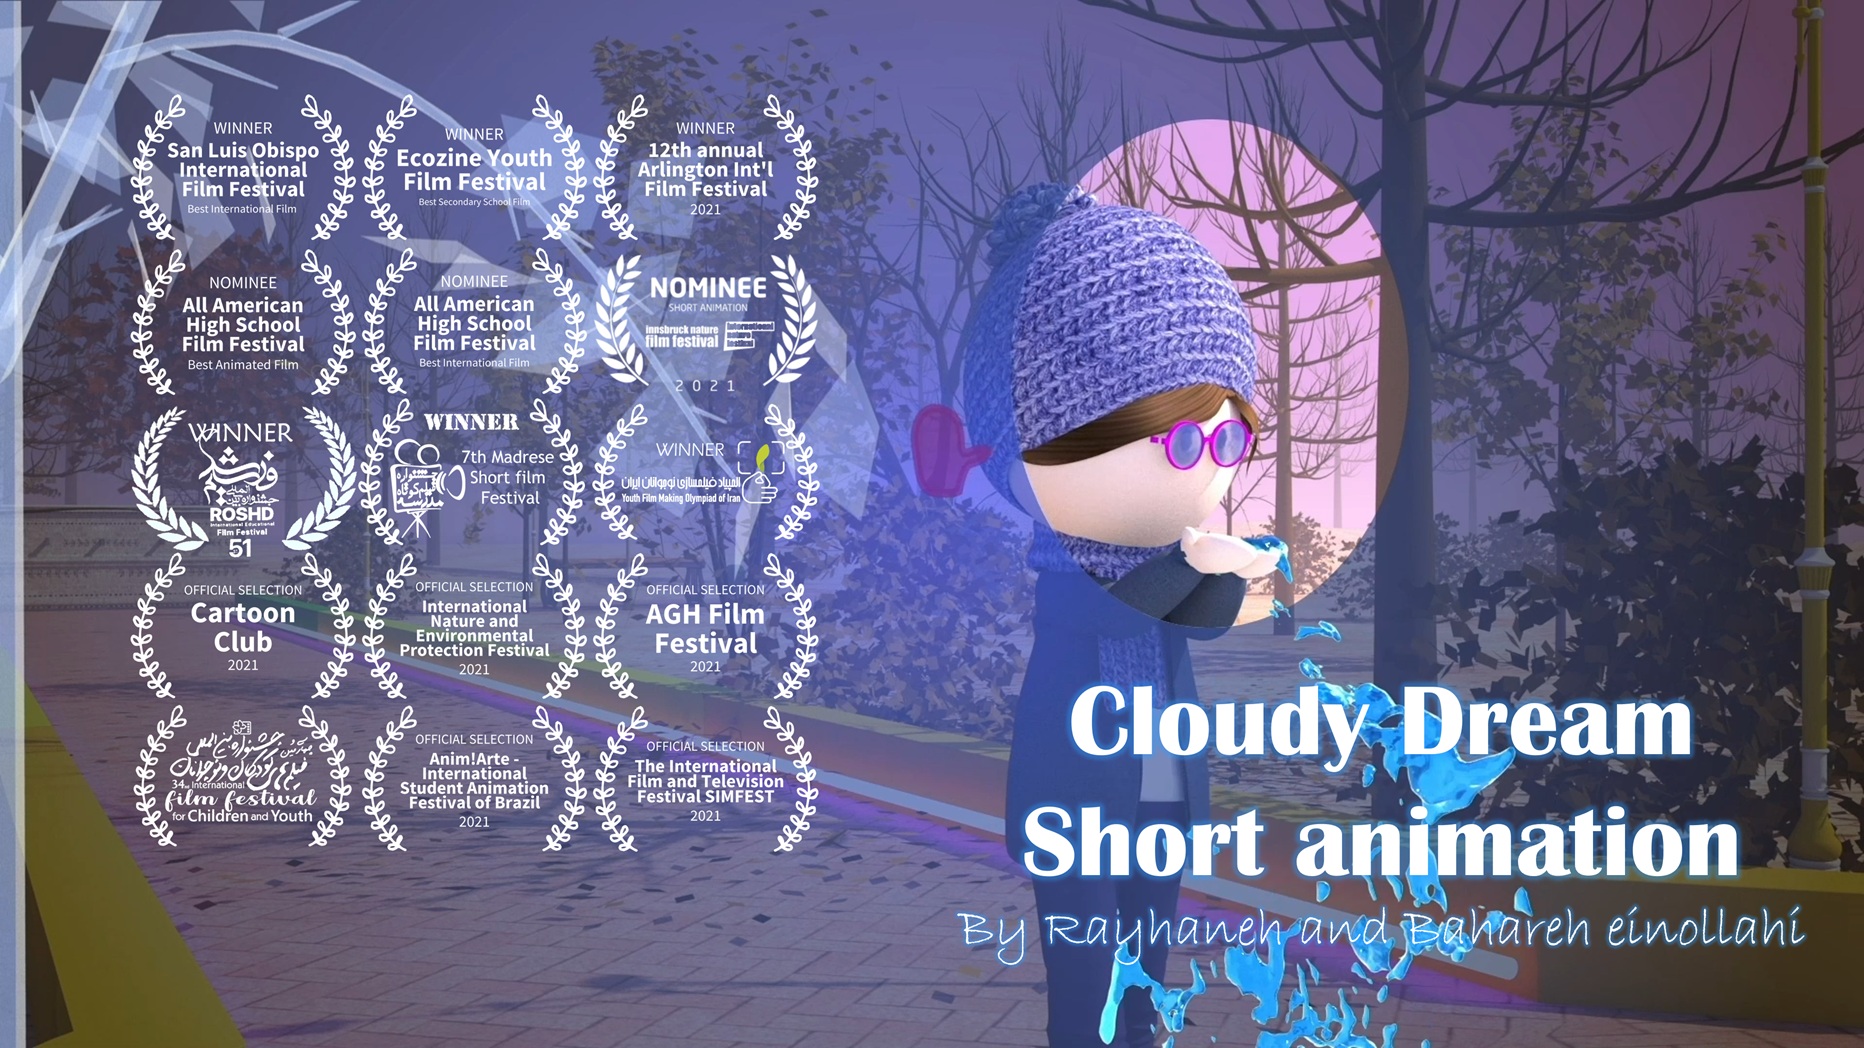 WINNER
San Luis Obispo
International
Film Festival
Best International Film
WINNER
Ecozine Youth
Film Festival
Best Secondary School Film
WINNER
12th annual
Arlington Int'l
Film Festival
2021
NOMINEE
All American
High School
Film Festival
Best Animated Film
NOMINEE
All American
High School
Film Festival
Best International Film
NOMINEE
SHORT ANIMATION
innsbruck nature
film festival
2021
WINNER
ROSHD
International Educational
Film Festival
51
WINNER
7th Madrese
Short film
Festival
WINNER
المپیاد فیلمسازی نوجوانان ایران
Youth Film Making Olympiad of Iran
OFFICIAL SELECTION
Cartoon
Club
2021
OFFICIAL SELECTION
International
Nature and
Environmental
Protection Festival
2021
OFFICIAL SELECTION
AGH Film
Festival
2021
34th International
film festival
for Children and Youth
OFFICIAL SELECTION
Anim!Arte -
International
Student Animation
Festival of Brazil
2021
OFFICIAL SELECTION
The International
Film and Television
Festival SIMFEST
2021
Cloudy Dream
Short animation
By Rayhaneh and Bahareh einollahi